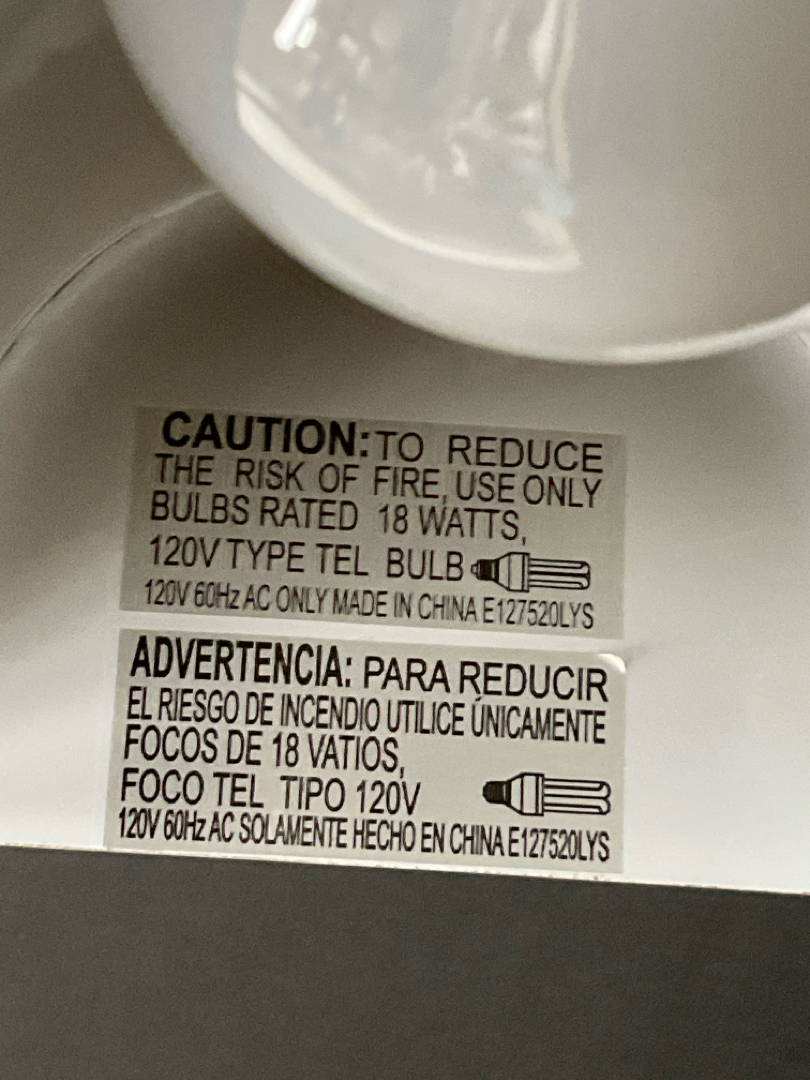 CAUTION: TO REDUCE
THE RISK OF FIRE, USE ONLY
BULBS RATED 18 WATTS,
120V TYPE TEL BULB
120V 60Hz AC ONLY MADE IN CHINA E127520LYS
ADVERTENCIA: PARA REDUCIR
EL RIESGO DE INCENDIO UTILICE ÚNICAMENTE
FOCOS DE 18 VATIOS,
FOCO TEL TIPO 120V
120V 60Hz AC SOLAMENTE HECHO EN CHINA E127520LYS